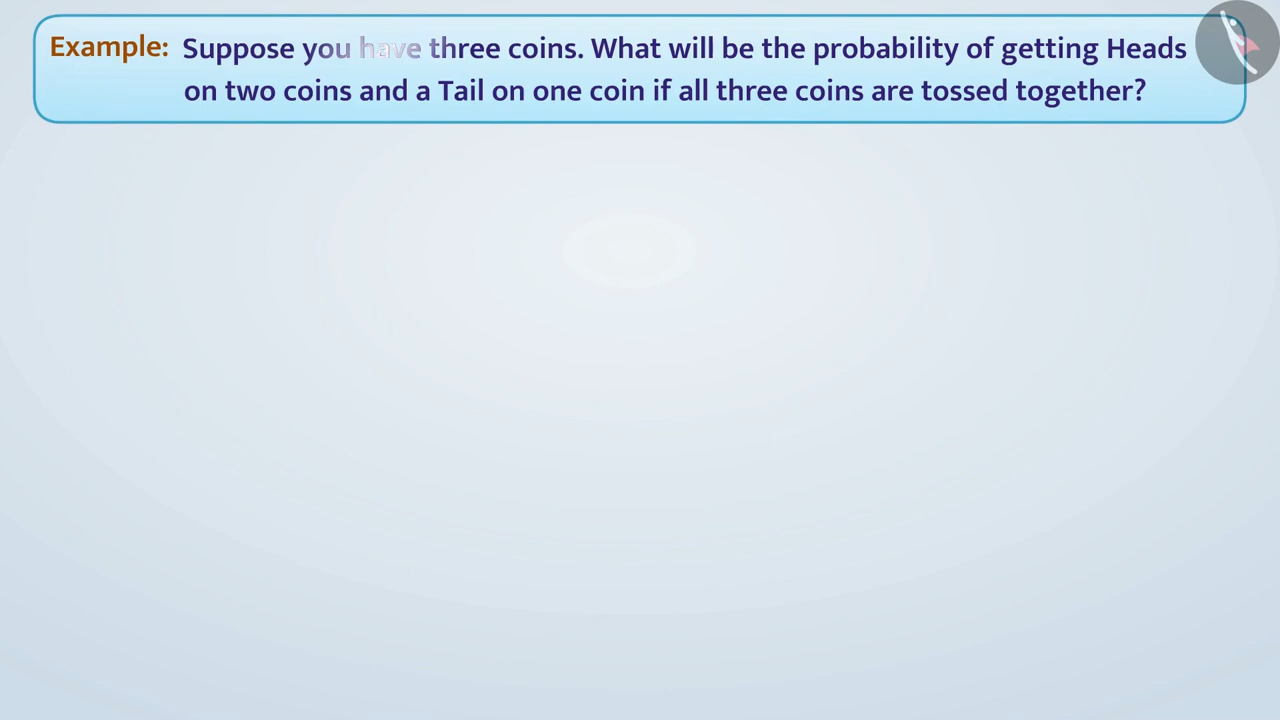 Example: Suppose you have three coins. What will be the probability of getting Heads
on two coins and a Tail on one coin if all three coins are tossed together?